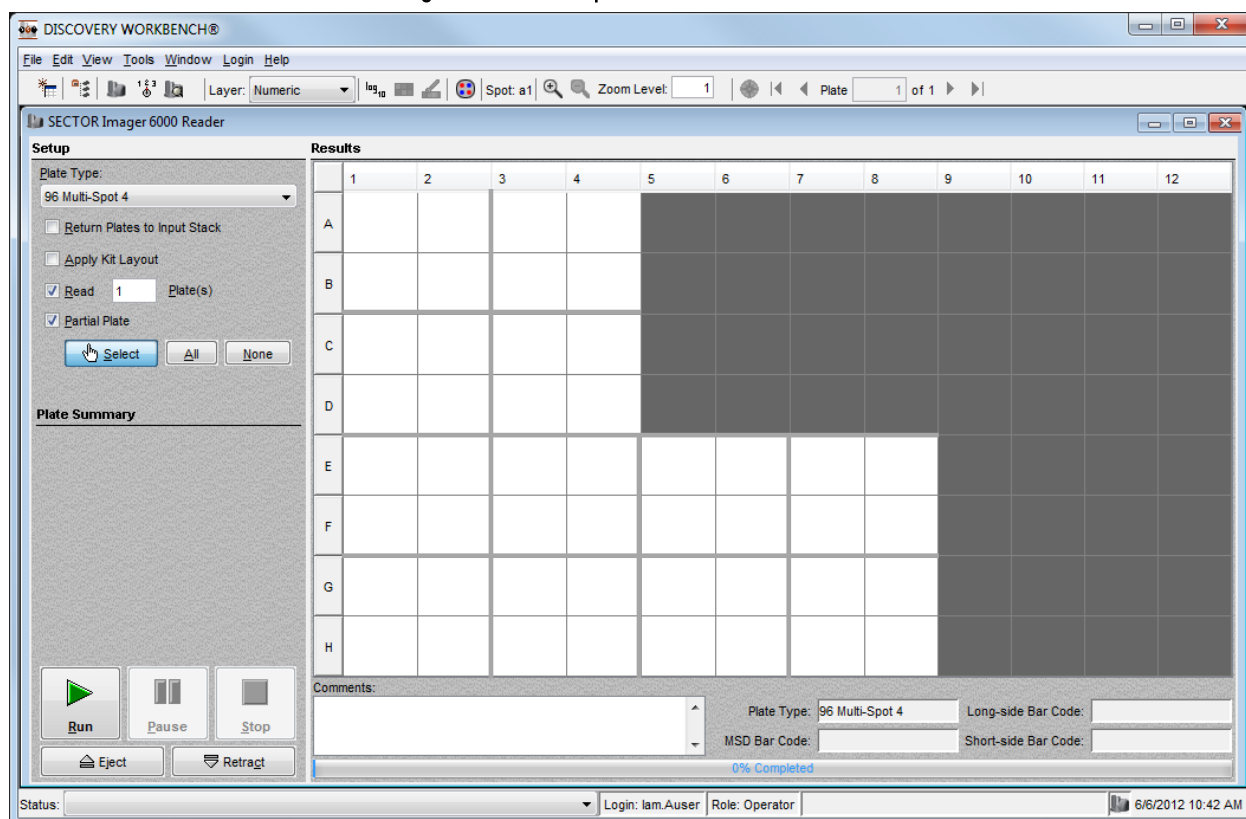 DISCOVERY WORKBENCH®
File Edit View Tools Window Login Help
Layer: Numeric log10 Spot: a1 Zoom Level: 1 Plate 1 of 1
SECTOR Imager 6000 Reader
Setup
Plate Type:
96 Multi-Spot 4
Return Plates to Input Stack
Apply Kit Layout
Read 1 Plate(s)
Partial Plate
Select All None
Plate Summary
Run Pause Stop
Eject Retract
Results
1 2 3 4 5 6 7 8 9 10 11 12
A
B
C
D
E
F
G
H
Comments:
Plate Type: 96 Multi-Spot 4 Long-side Bar Code:
MSD Bar Code: Short-side Bar Code:
0% Completed
Status: Login: Iam.Auser Role: Operator 6/6/2012 10:42 AM